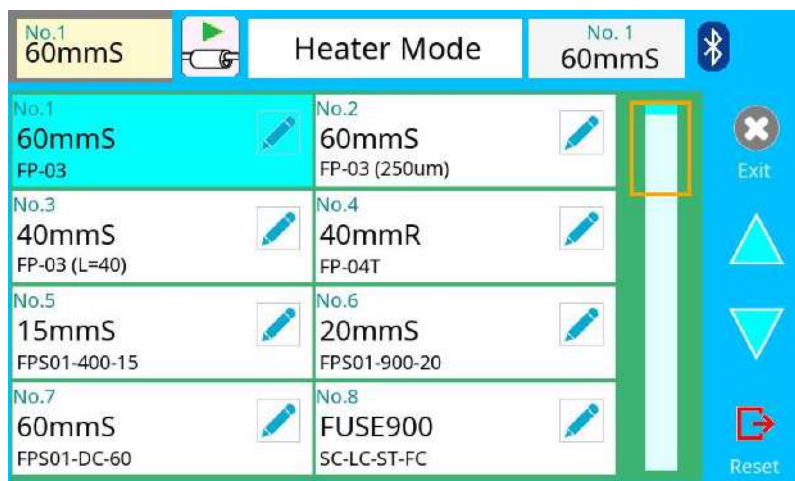 No.1
60mmS
Heater Mode
No. 1
60mmS
No.1
60mmS
FP-03
No.2
60mmS
FP-03 (250um)
Exit
No.3
40mmS
FP-03 (L=40)
No.4
40mmR
FP-04T
No.5
15mmS
FPS01-400-15
No.6
20mmS
FPS01-900-20
No.7
60mmS
FPS01-DC-60
No.8
FUSE900
SC-LC-ST-FC
Reset